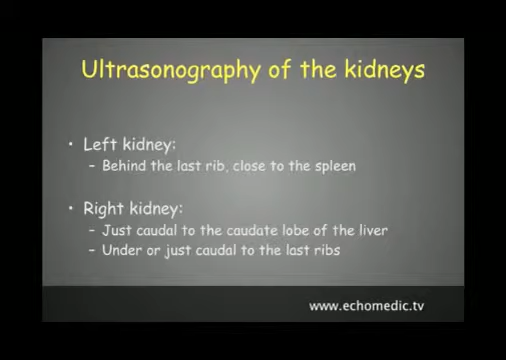 Ultrasonography of the kidneys
• Left kidney:
– Behind the last rib, close to the spleen
• Right kidney:
– Just caudal to the caudate lobe of the liver
– Under or just caudal to the last ribs
www.echomedic.tv